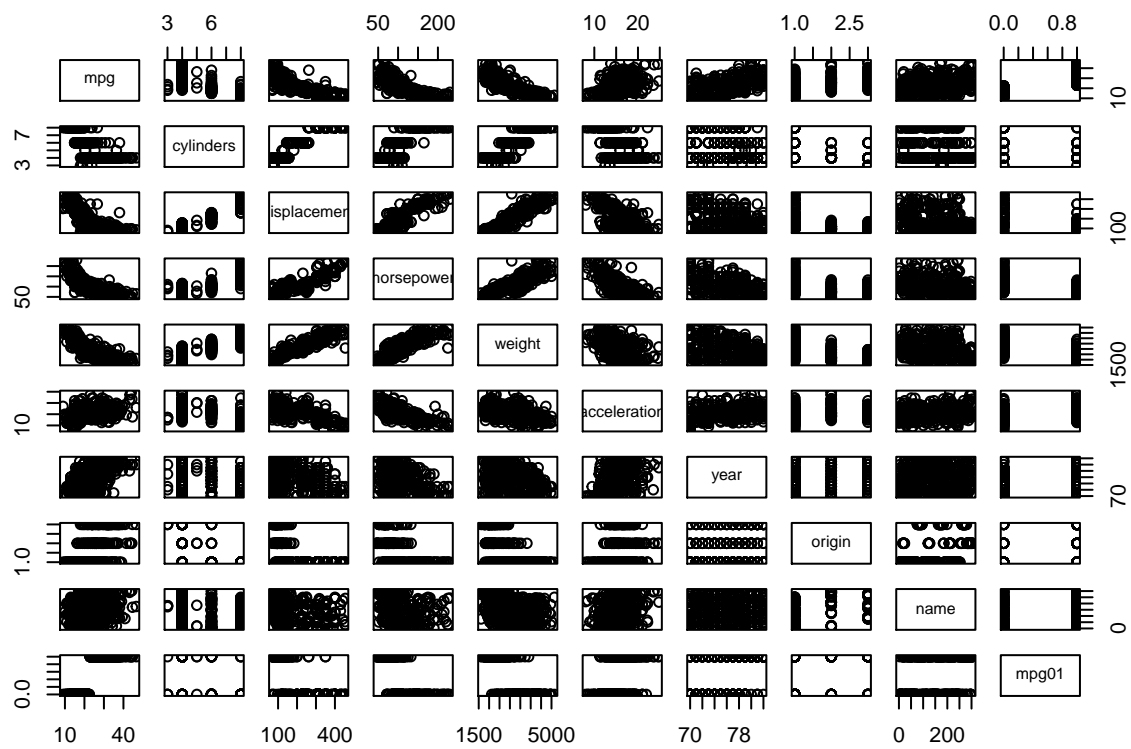 3 6 50 200 10 20 1.0 2.5 0.0 0.8
mpg 10
3 7 cylinders
isplacemen 100
50 horsepower
weight 1500
10 acceleration
year 70
1.0 origin
name 0
0.0 mpg01
10 40 100 400 1500 5000 70 78 0 200